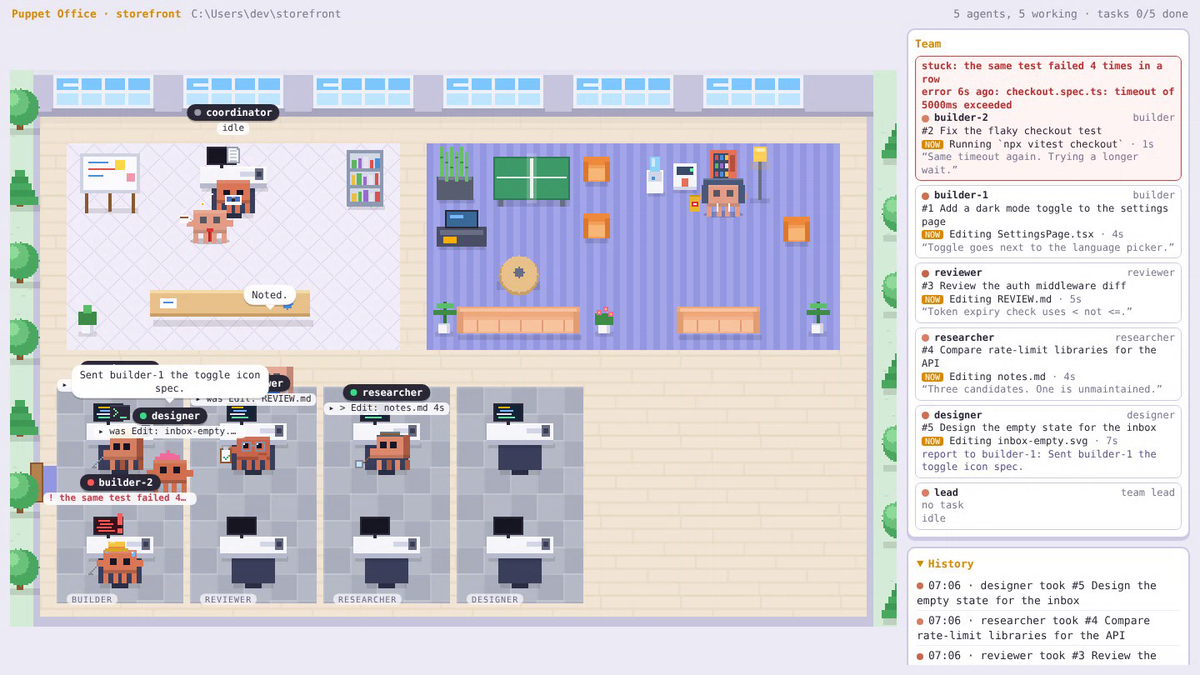 Puppet Office · storefront C:\Users\dev\storefront
5 agents, 5 working · tasks 0/5 done
coordinator
idle
Noted.
Sent builder-1 the toggle icon
spec.
was Edit: REVIEW.md
designer
was Edit: inbox-empty.…
researcher
> Edit: notes.md 4s
builder-2
! the same test failed 4…
BUILDER
REVIEWER
RESEARCHER
DESIGNER
Team
stuck: the same test failed 4 times in a
row
error 6s ago: checkout.spec.ts: timeout of
5000ms exceeded
builder-2 builder
#2 Fix the flaky checkout test
NOW Running `npx vitest checkout` · 1s
“Same timeout again. Trying a longer
wait.”
builder-1 builder
#1 Add a dark mode toggle to the settings
page
NOW Editing SettingsPage.tsx · 4s
“Toggle goes next to the language picker.”
reviewer reviewer
#3 Review the auth middleware diff
NOW Editing REVIEW.md · 5s
“Token expiry check uses < not <=.”
researcher researcher
#4 Compare rate-limit libraries for the
API
NOW Editing notes.md · 4s
“Three candidates. One is unmaintained.”
designer designer
#5 Design the empty state for the inbox
NOW Editing inbox-empty.svg · 7s
report to builder-1: Sent builder-1 the
toggle icon spec.
lead team lead
no task
idle
▼ History
07:06 · designer took #5 Design the
empty state for the inbox
07:06 · researcher took #4 Compare
rate-limit libraries for the API
07:06 · reviewer took #3 Review the